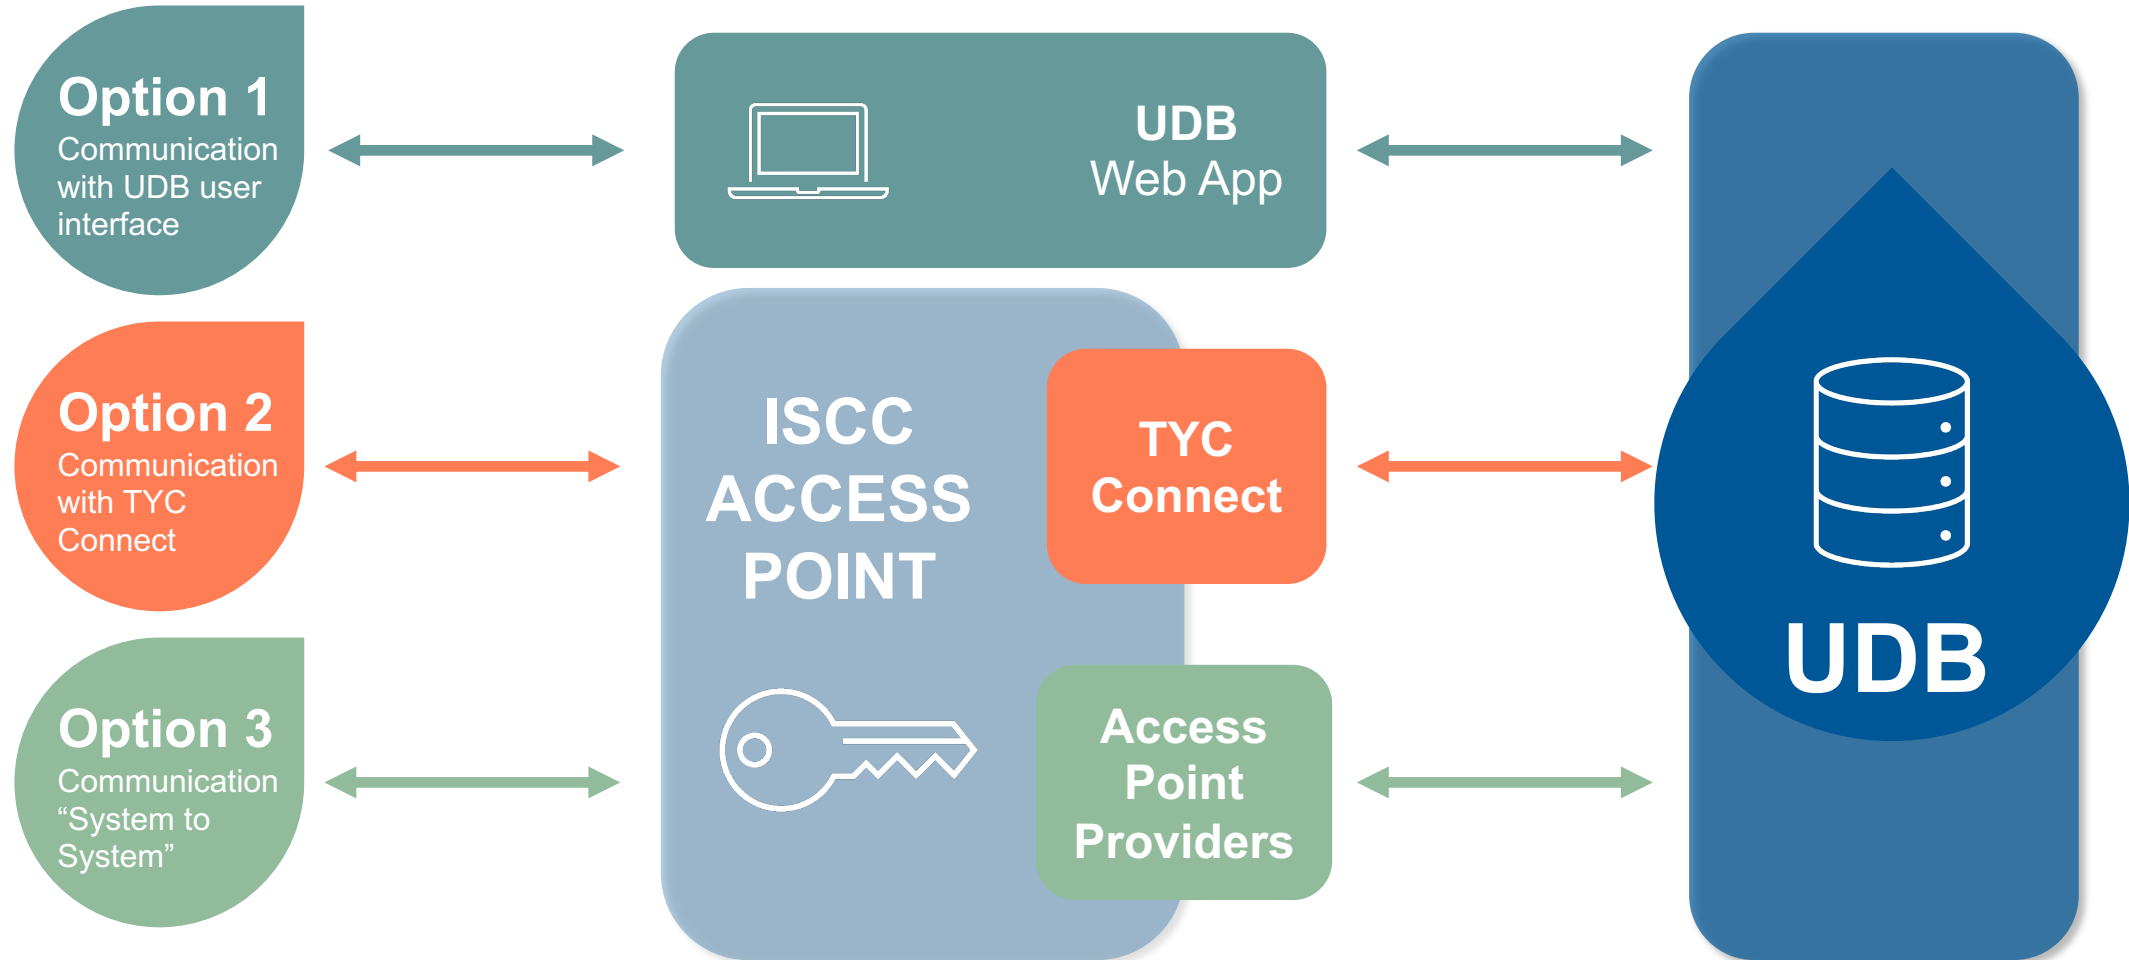 Option 1
Communication
with UDB user
interface
UDB
Web App
Option 2
Communication
with TYC
Connect
ISCC
ACCESS
POINT
TYC
Connect
Option 3
Communication
“System to
System”
Access
Point
Providers
UDB